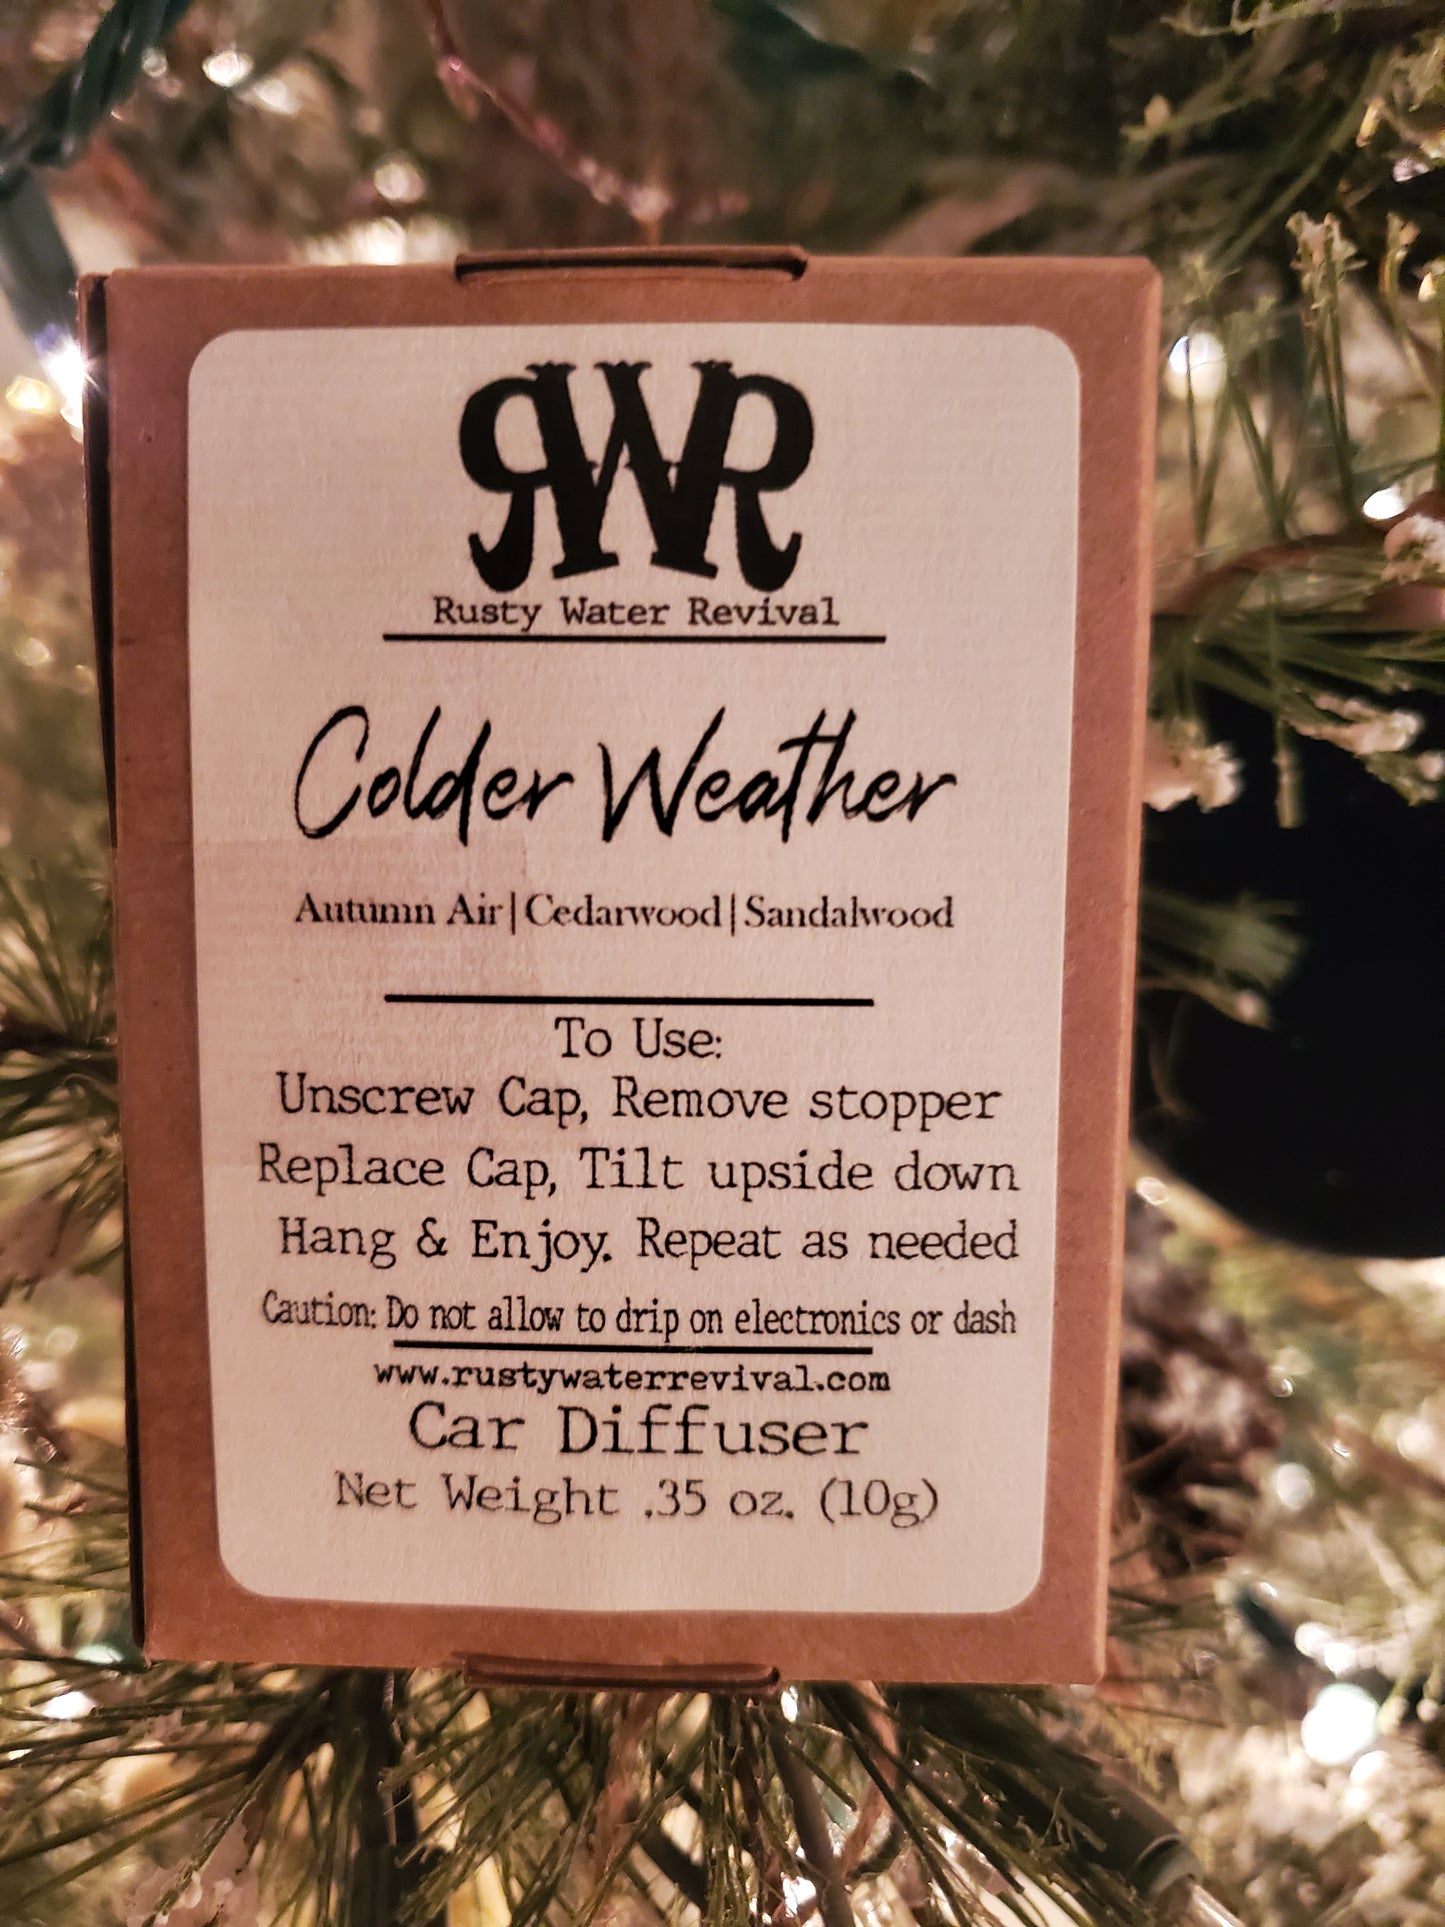 RWR
Rusty Water Revival
Colder Weather
Autumn Air|Cedarwood|Sandalwood
To Use:
Unscrew Cap, Remove stopper
Replace Cap, Tilt upside down
Hang & Enjoy. Repeat as needed
Caution: Do not allow to drip on electronics or dash
www.rustywaterrevival.com
Car Diffuser
Net Weight .35 oz. (10g)